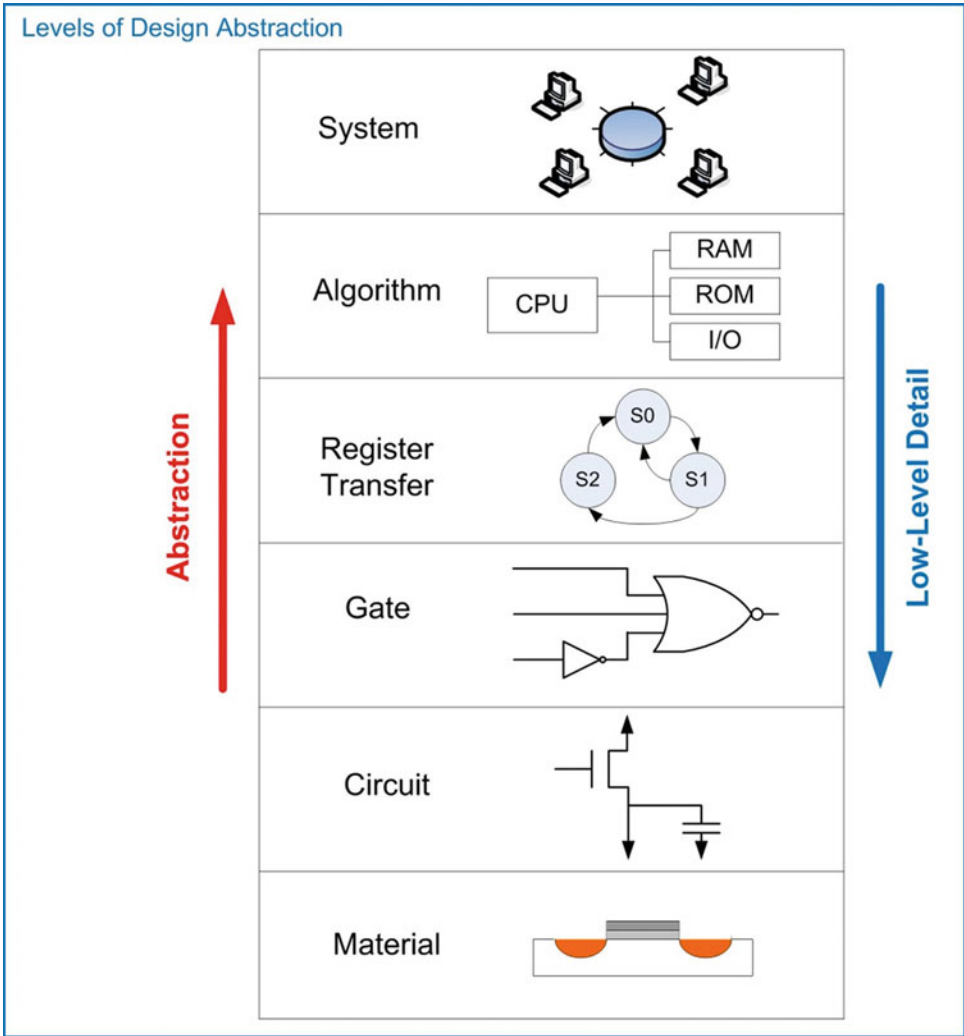 Levels of Design Abstraction
System
Algorithm
CPU
RAM
ROM
I/O
Register
Transfer
S0
S2
S1
Gate
Circuit
Material
Abstraction
Low-Level Detail